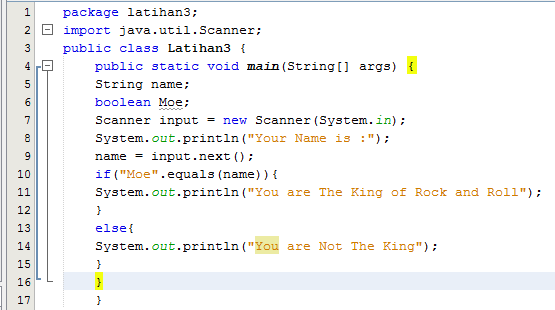 1 package latihan3;
2 import java.util.Scanner;
3 public class Latihan3 {
4 public static void main(String[] args) {
5 String name;
6 boolean Moe;
7 Scanner input = new Scanner(System.in);
8 System.out.println("Your Name is :");
9 name = input.next();
10 if("Moe".equals(name)){
11 System.out.println("You are The King of Rock and Roll");
12 }
13 else{
14 System.out.println("You are Not The King");
15 }
16 }
17 }